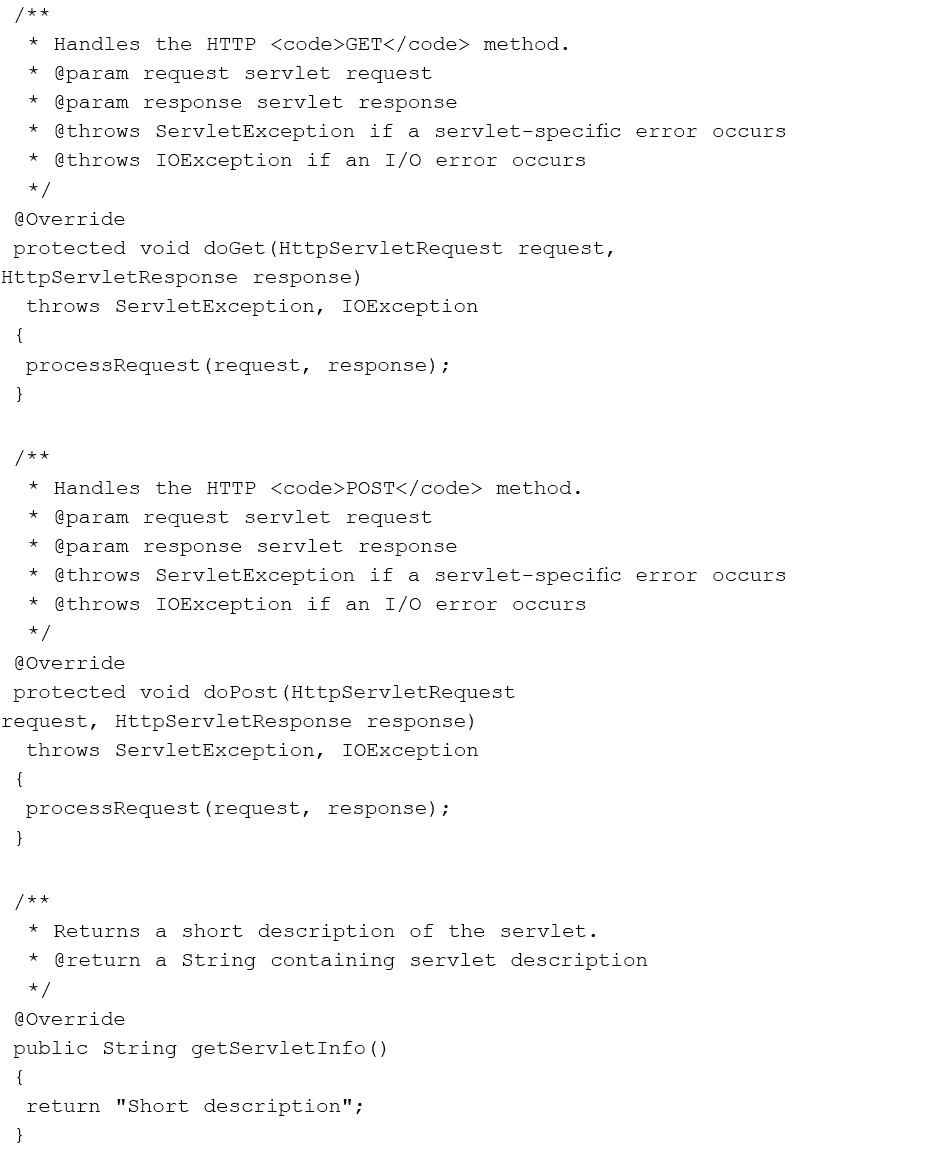 /**
 * Handles the HTTP <code>GET</code> method.
 * @param request servlet request
 * @param response servlet response
 * @throws ServletException if a servlet-specific error occurs
 * @throws IOException if an I/O error occurs
 */
@Override
protected void doGet(HttpServletRequest request,
HttpServletResponse response)
 throws ServletException, IOException
{
 processRequest(request, response);
}

/**
 * Handles the HTTP <code>POST</code> method.
 * @param request servlet request
 * @param response servlet response
 * @throws ServletException if a servlet-specific error occurs
 * @throws IOException if an I/O error occurs
 */
@Override
protected void doPost(HttpServletRequest
request, HttpServletResponse response)
 throws ServletException, IOException
{
 processRequest(request, response);
}

/**
 * Returns a short description of the servlet.
 * @return a String containing servlet description
 */
@Override
public String getServletInfo()
{
 return "Short description";
}